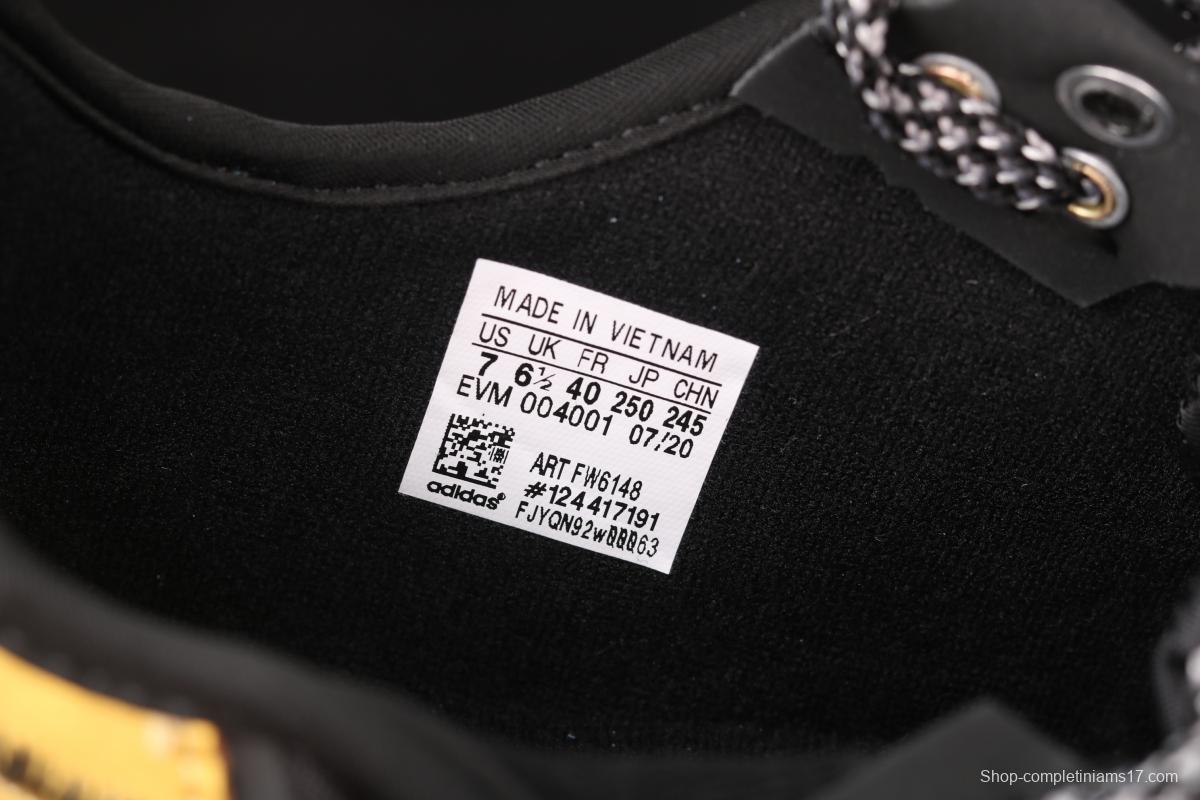 MADE IN VIETNAM
US UK FR JP CHN
7 6½ 40 250 245
EVM 004001 07/20
ART FW6148
#124417191
FJYQN92w00063
adidas®
Shop-completiniams17.com